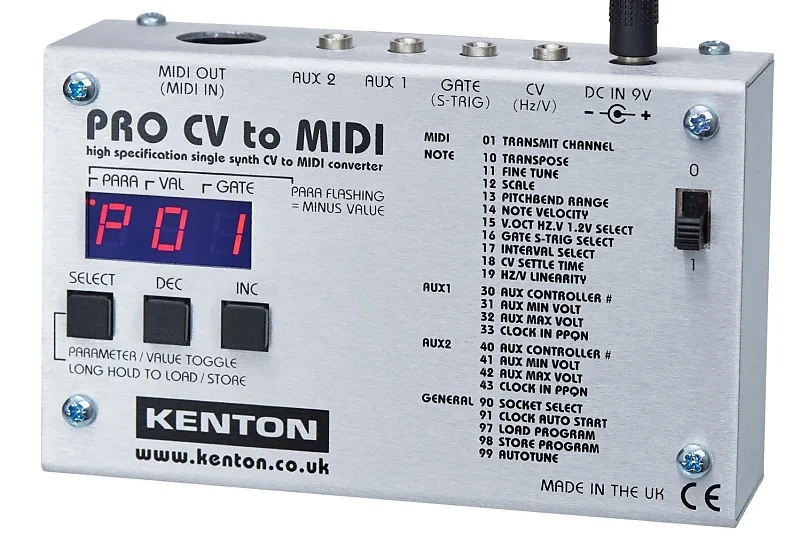 MIDI OUT
(MIDI IN)
AUX 2
AUX 1
GATE
(S-TRIG)
CV
(Hz/V)
DC IN 9V
- +
PRO CV to MIDI
high specification single synth CV to MIDI converter
PARA VAL GATE
PARA FLASHING
= MINUS VALUE
P01
SELECT DEC INC
PARAMETER / VALUE TOGGLE
LONG HOLD TO LOAD / STORE
KENTON
www.kenton.co.uk
MIDI 01 TRANSMIT CHANNEL
NOTE 10 TRANSPOSE
11 FINE TUNE
12 SCALE
13 PITCHBEND RANGE
14 NOTE VELOCITY
15 V.OCT HZ.V 1.2V SELECT
16 GATE S-TRIG SELECT
17 INTERVAL SELECT
18 CV SETTLE TIME
19 HZ/V LINEARITY
AUX1 30 AUX CONTROLLER #
31 AUX MIN VOLT
32 AUX MAX VOLT
33 CLOCK IN PPQN
AUX2 40 AUX CONTROLLER #
41 AUX MIN VOLT
42 AUX MAX VOLT
43 CLOCK IN PPQN
GENERAL 90 SOCKET SELECT
91 CLOCK AUTO START
97 LOAD PROGRAM
98 STORE PROGRAM
99 AUTOTUNE
0
1
MADE IN THE UK CE